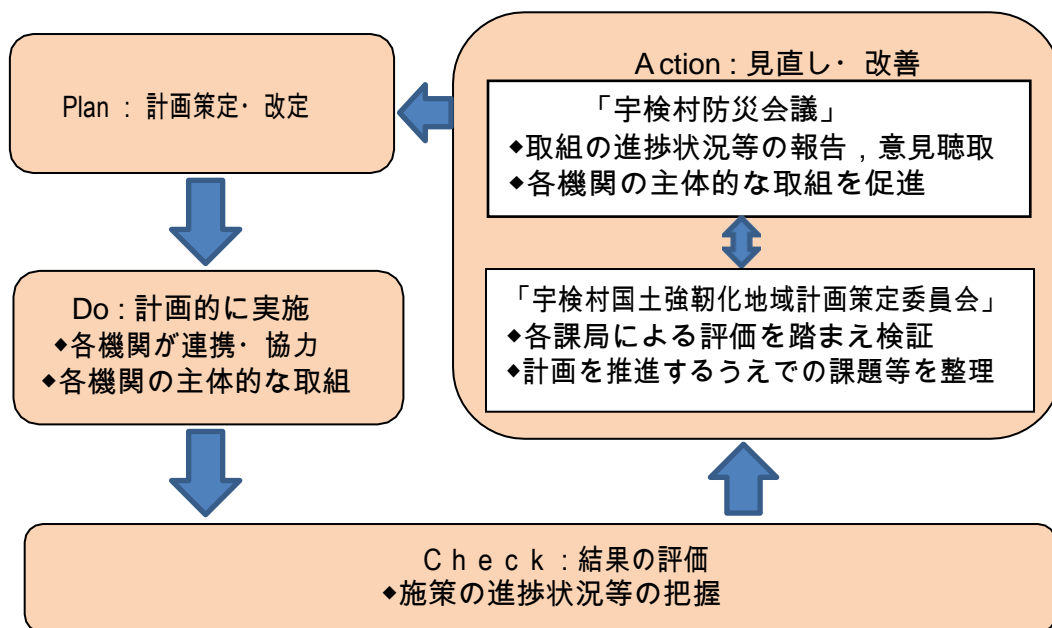 Plan : 計画策定・改定
Do : 計画的に実施
◆各機関が連携・協力
◆各機関の主体的な取組
Check : 結果の評価
◆施策の進捗状況等の把握
Action : 見直し・改善
「宇検村防災会議」
◆取組の進捗状況等の報告，意見聴取
◆各機関の主体的な取組を促進
「宇検村国土強靭化地域計画策定委員会」
◆各課局による評価を踏まえ検証
◆計画を推進するうえでの課題等を整理